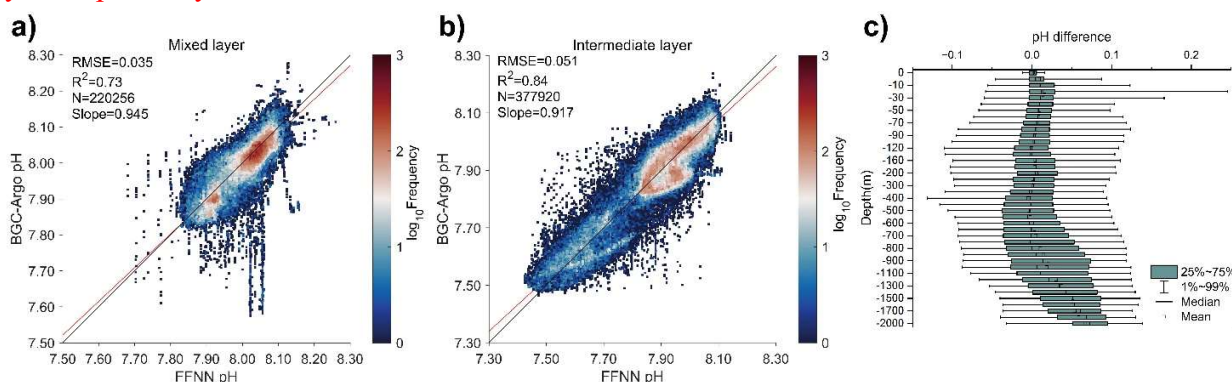 a)
Mixed layer
RMSE=0.035
R²=0.73
N=220256
Slope=0.945
8.30
8.20
8.10
8.00
7.90
7.80
7.70
7.60
7.50
BGC-Argo pH
7.50 7.60 7.70 7.80 7.90 8.00 8.10 8.20 8.30
FFNN pH
3
2
1
0
log₁₀Frequency
b)
Intermediate layer
RMSE=0.051
R²=0.84
N=377920
Slope=0.917
8.30
8.10
7.90
7.70
7.50
7.30
BGC-Argo pH
7.30 7.50 7.70 7.90 8.10 8.30
FFNN pH
3
2
1
0
log₁₀Frequency
c)
pH difference
−0.1 0.0 0.1 0.2
0
-10
-30
-50
-70
-90
-120
-160
-200
-300
-400
-500
-600
-700
-800
-900
-1100
-1300
-1500
-1700
-2000
Depth(m)
25%~75%
1%~99%
Median
Mean